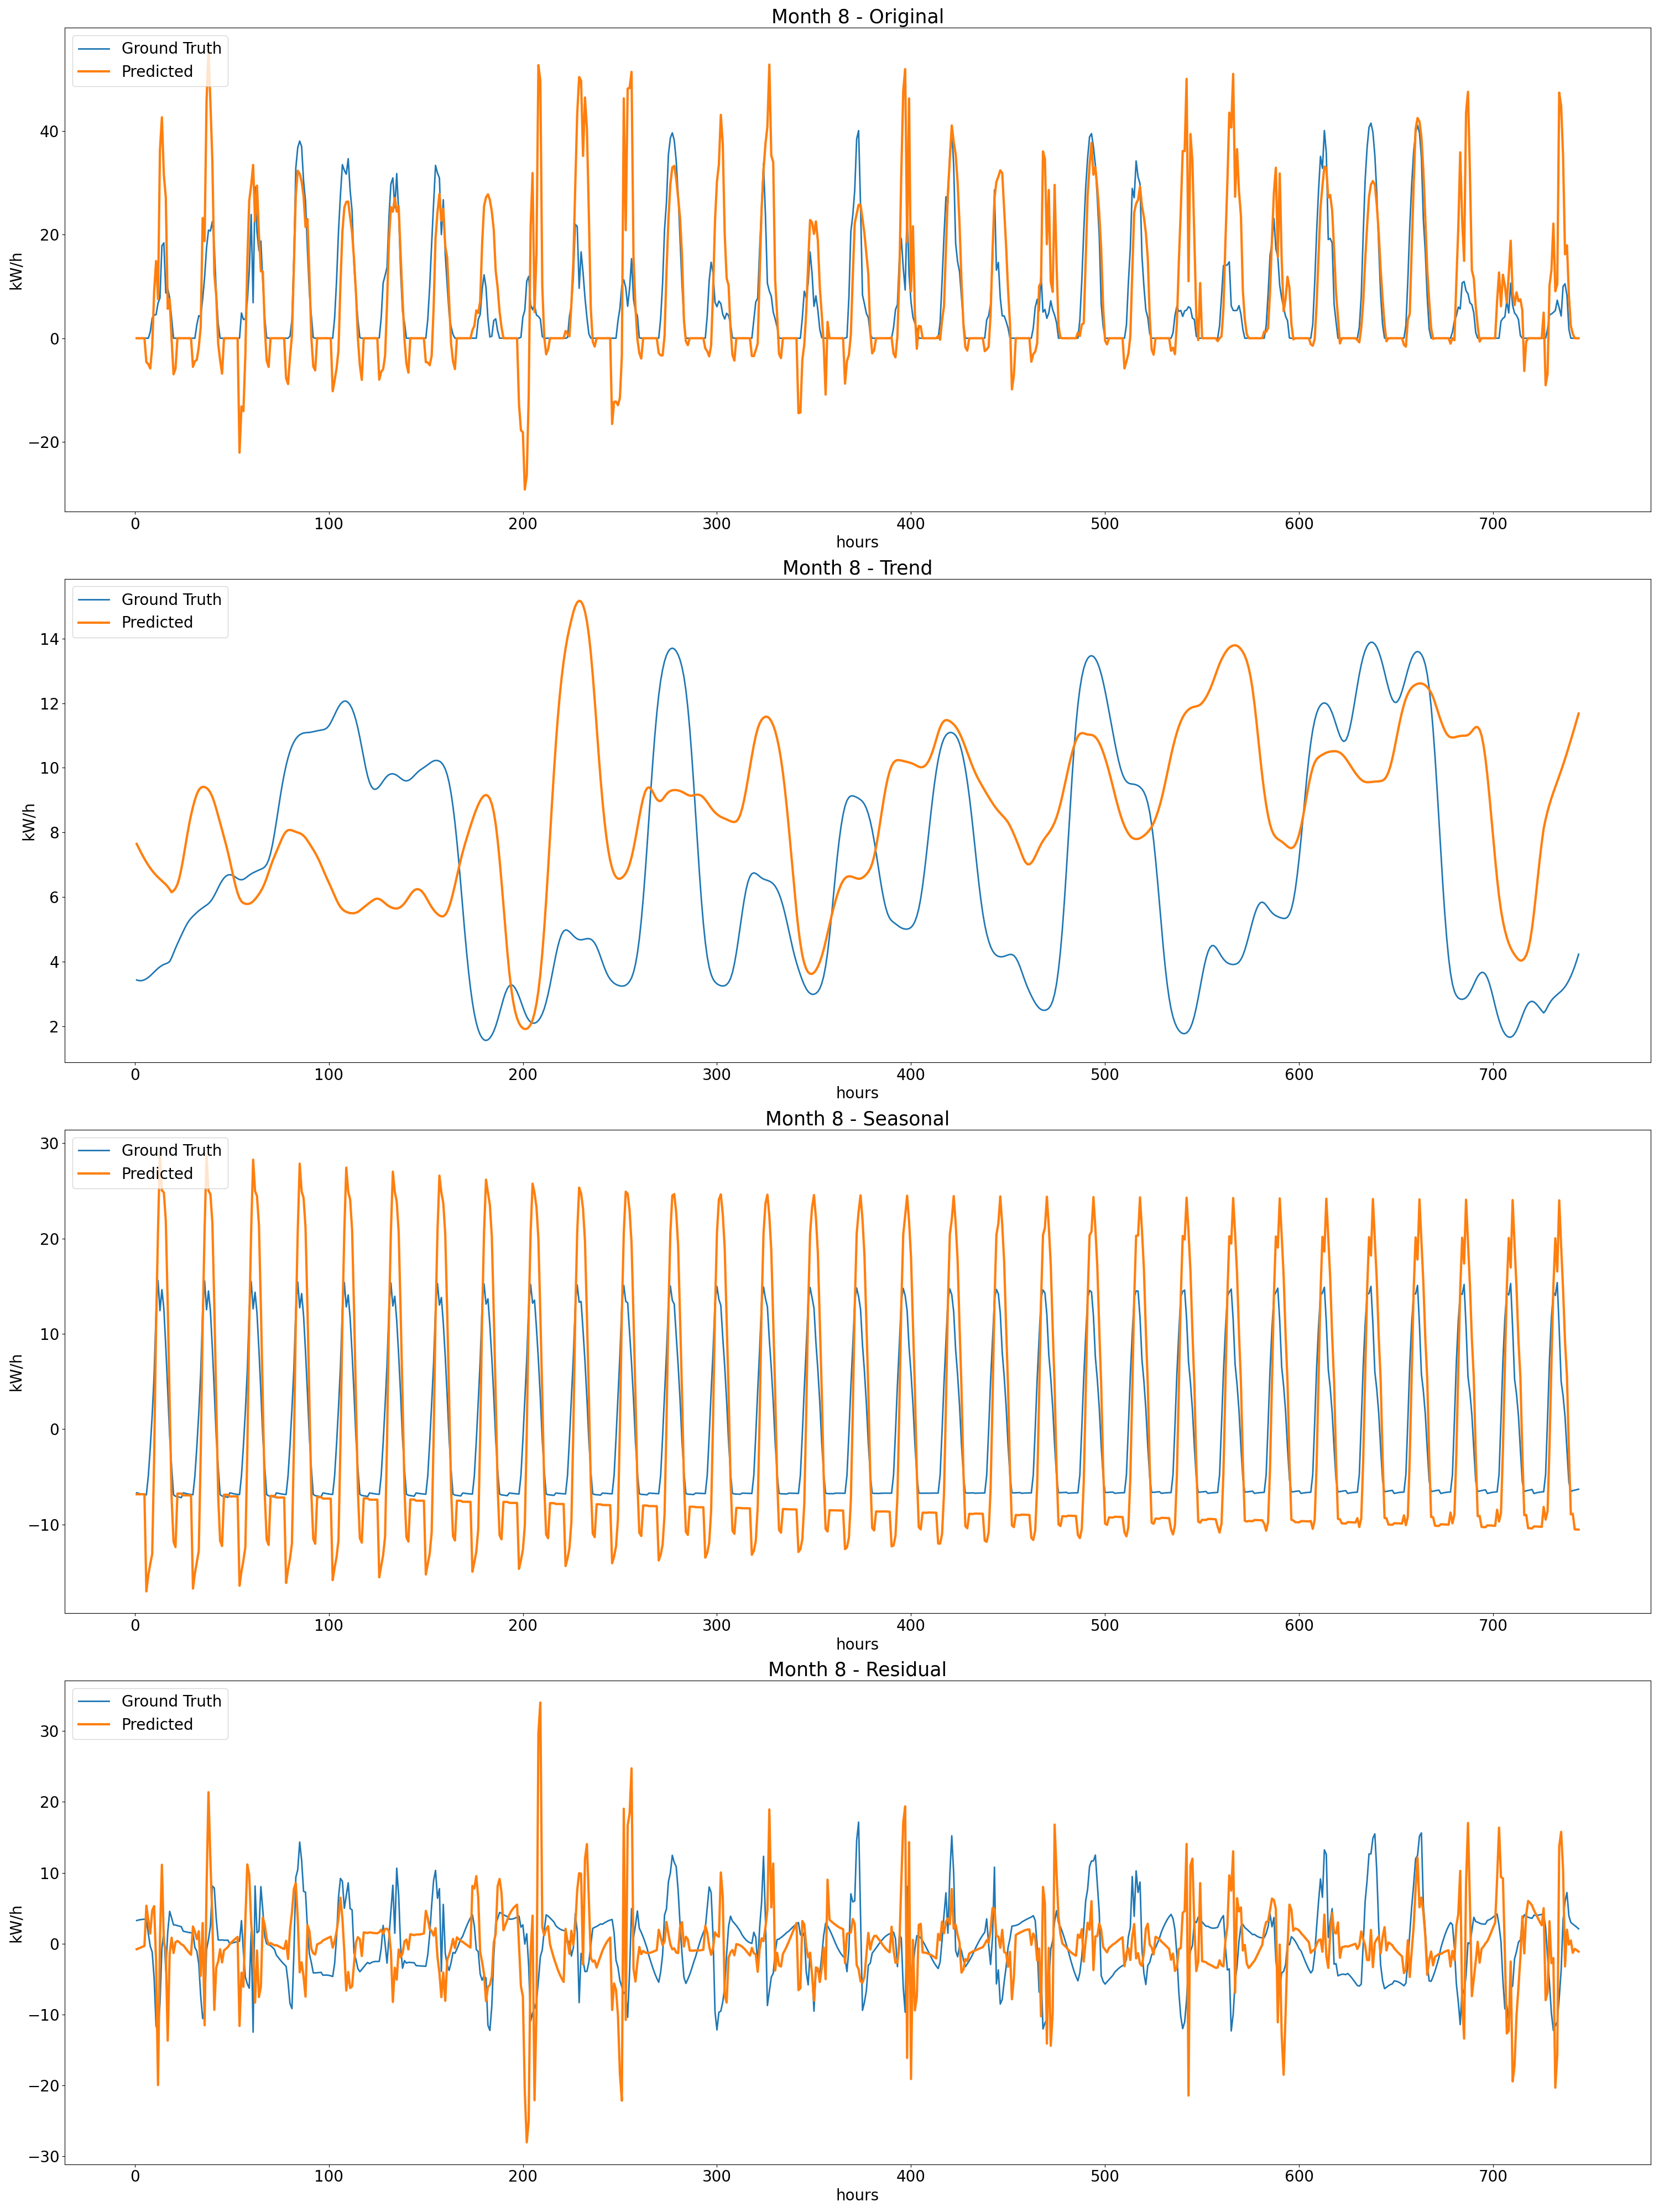 Month 8 - Original
Ground Truth
Predicted
kW/h
40
20
0
−20
0 100 200 300 400 500 600 700
hours
Month 8 - Trend
Ground Truth
Predicted
kW/h
14
12
10
8
6
4
2
0 100 200 300 400 500 600 700
hours
Month 8 - Seasonal
Ground Truth
Predicted
kW/h
30
20
10
0
−10
0 100 200 300 400 500 600 700
hours
Month 8 - Residual
Ground Truth
Predicted
kW/h
30
20
10
0
−10
−20
−30
0 100 200 300 400 500 600 700
hours